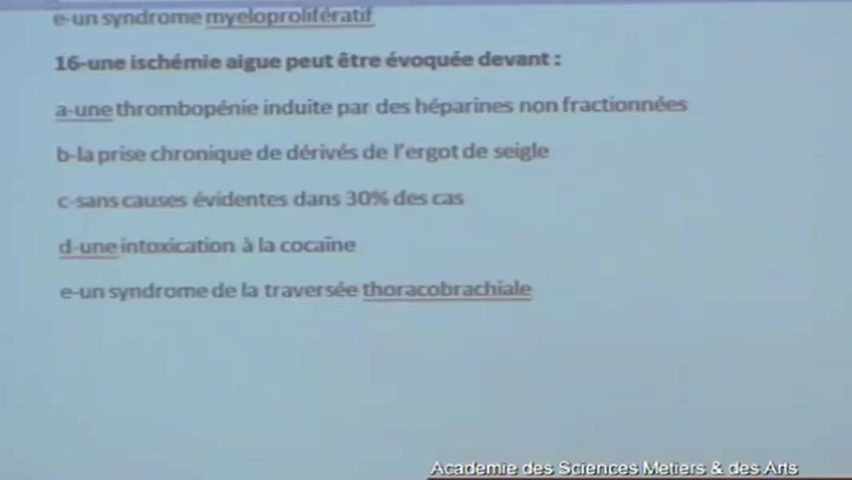 e-un syndrome myeloprolifératif
16-une ischémie aigue peut être évoquée devant :
a-une thrombopénie induite par des héparines non fractionnées
b-la prise chronique de dérivés de l'ergot de seigle
c-sans causes évidentes dans 30% des cas
d-une intoxication à la cocaïne
e-un syndrome de la traversée thoracobrachiale
Academie des Sciences Metiers & des Arts